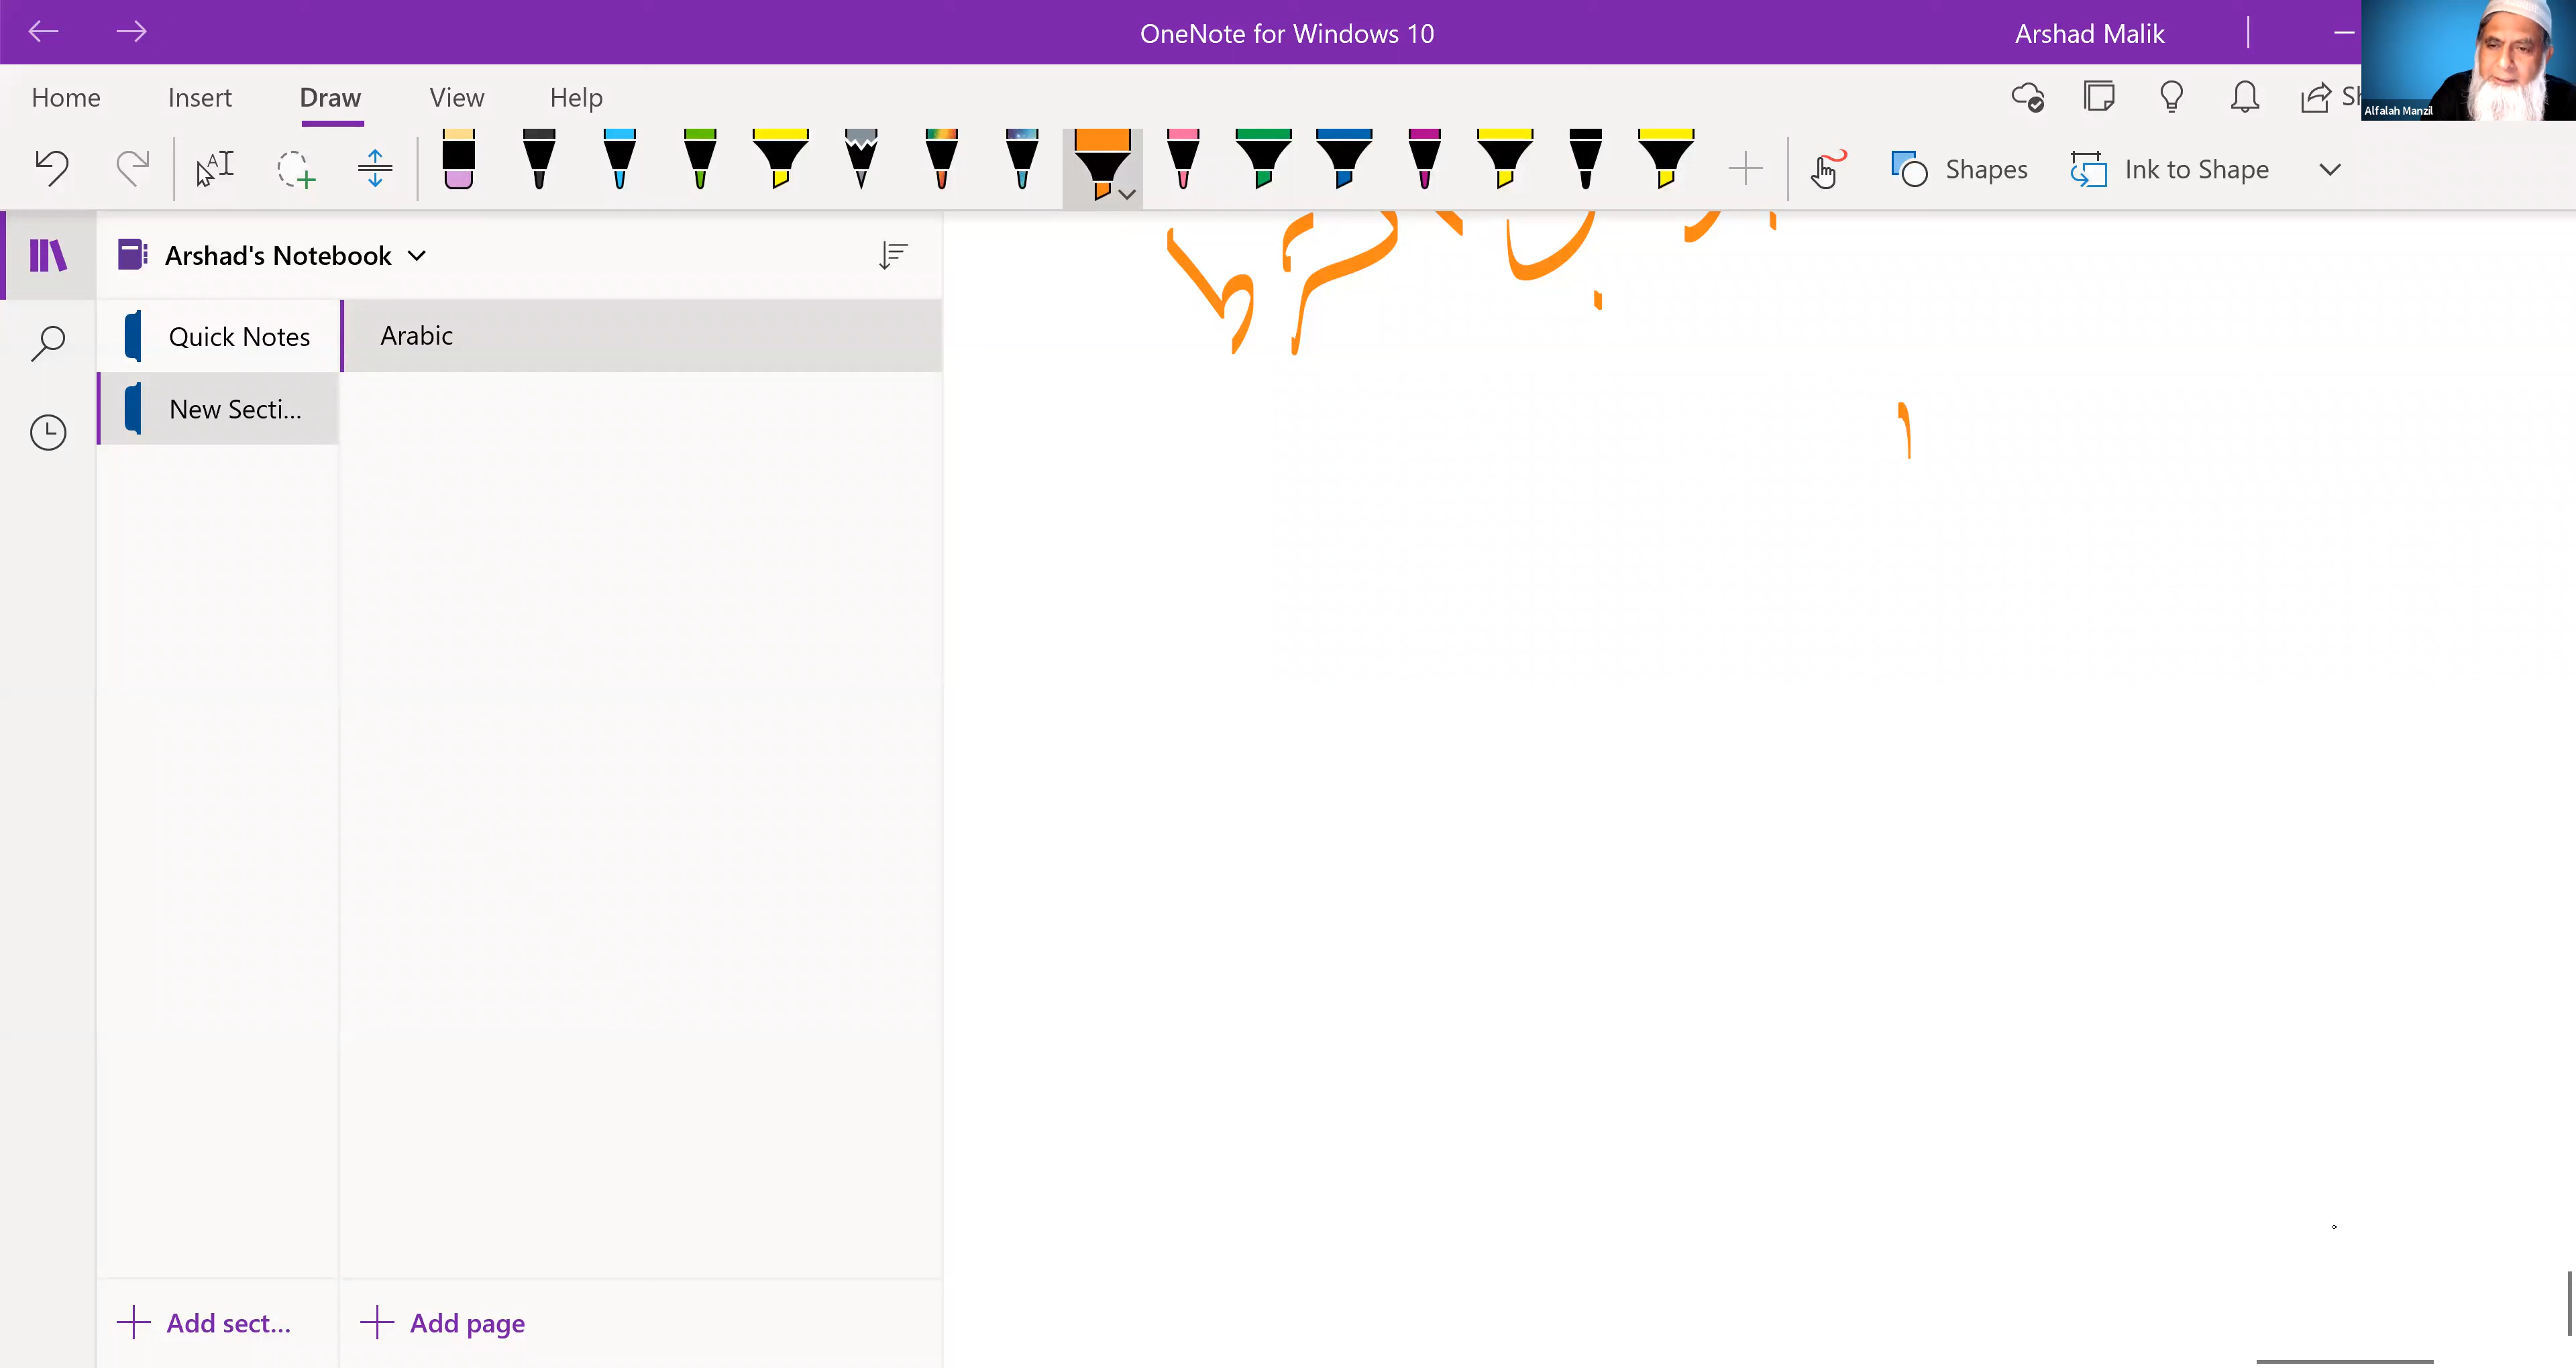 OneNote for Windows 10
Arshad Malik
Alfalah Manzil
Home Insert Draw View Help
Shapes
Ink to Shape
Arshad's Notebook
Quick Notes
Arabic
New Secti...
Add sect...
Add page